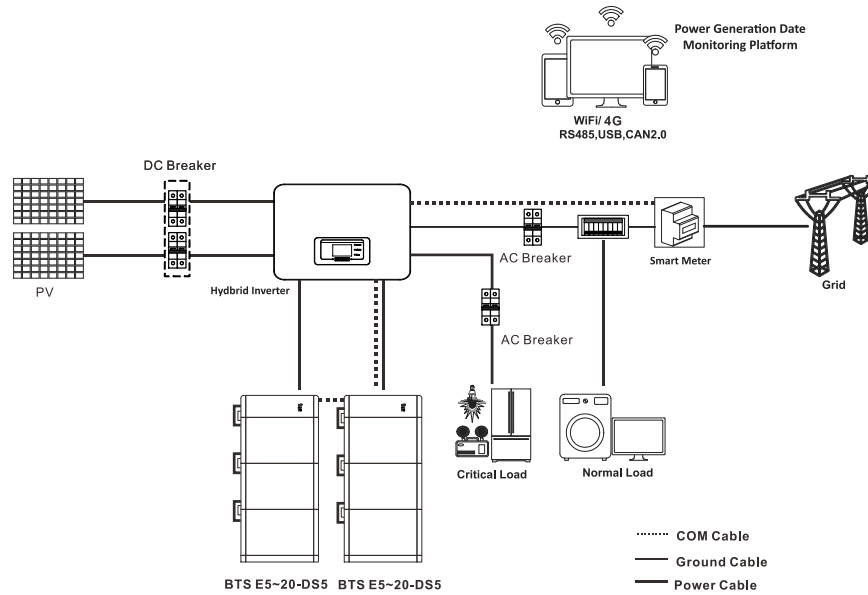 Power Generation Date
Monitoring Platform
WiFi/ 4G
RS485,USB,CAN2.0
DC Breaker
AC Breaker
Smart Meter
Grid
PV
Hydbrid Inverter
AC Breaker
Critical Load
Normal Load
COM Cable
Ground Cable
Power Cable
BTS E5~20-DS5 BTS E5~20-DS5